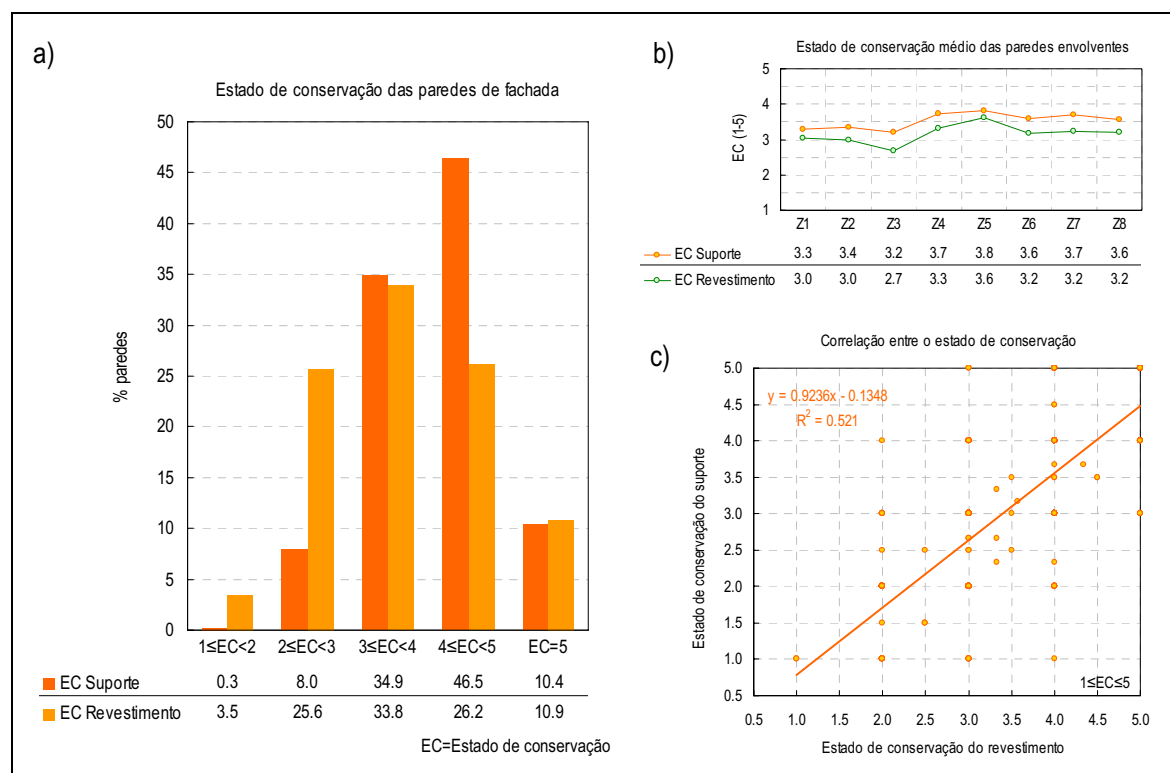 a)
Estado de conservação das paredes de fachada
50
45
40
35
30
25
20
15
10
5
0
% paredes
1≤EC<2 2≤EC<3 3≤EC<4 4≤EC<5 EC=5
EC Suporte 0.3 8.0 34.9 46.5 10.4
EC Revestimento 3.5 25.6 33.8 26.2 10.9
EC=Estado de conservação
b)
Estado de conservação médio das paredes envolventes
5
4
3
2
1
EC (1-5)
Z1 Z2 Z3 Z4 Z5 Z6 Z7 Z8
EC Suporte 3.3 3.4 3.2 3.7 3.8 3.6 3.7 3.6
EC Revestimento 3.0 3.0 2.7 3.3 3.6 3.2 3.2 3.2
c)
Correlação entre o estado de conservação
y = 0.9236x - 0.1348
R² = 0.521
5.0
4.5
4.0
3.5
3.0
2.5
2.0
1.5
1.0
0.5
Estado de conservação do suporte
1≤EC≤5
0.5 1.0 1.5 2.0 2.5 3.0 3.5 4.0 4.5 5.0
Estado de conservação do revestimento